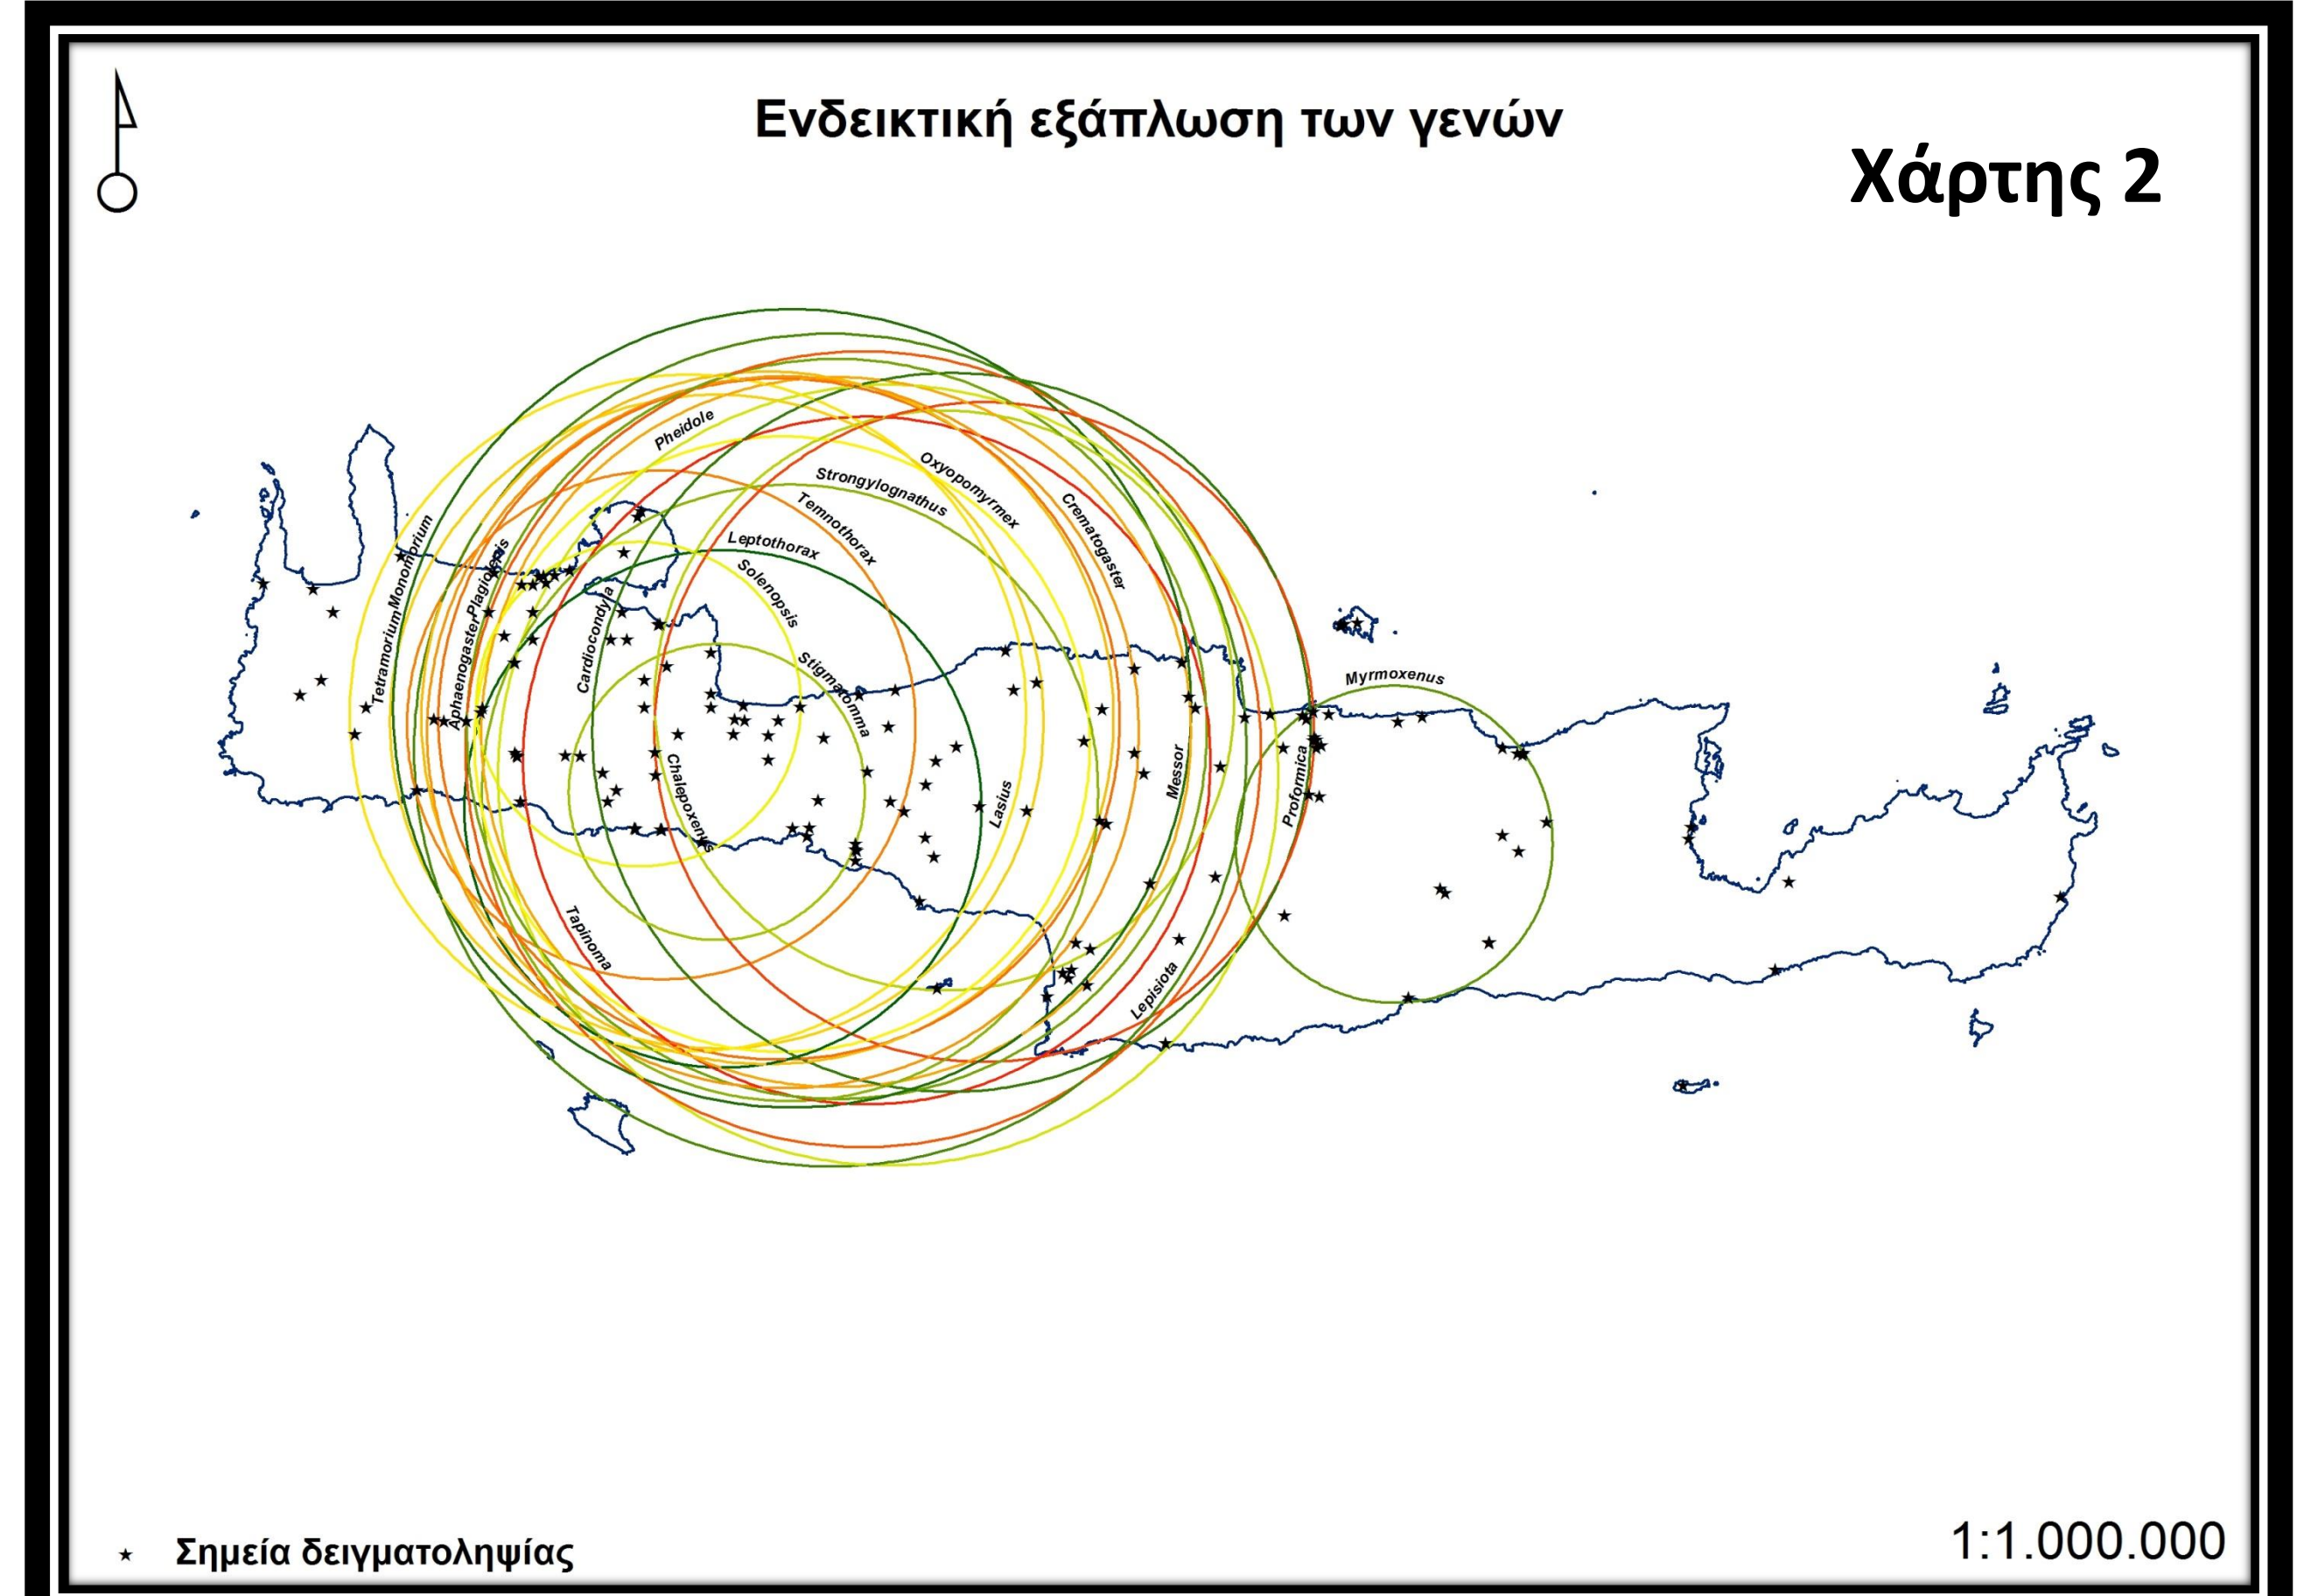 Ενδεικτική εξάπλωση των γενών
Χάρτης 2
Pheidole
Oxyopomyrmex
Strongylognathus
Temnothorax
Crematogaster
Leptothorax
Solenopsis
Monomorium
Tetramorium
Plagiolepis
Aphaenogaster
Cardiocondyla
Stigmatomma
Myrmoxenus
Chalepoxenus
Messor
Proformica
Lasius
Tapinoma
Lepisiota
Σημεία δειγματοληψίας
1:1.000.000